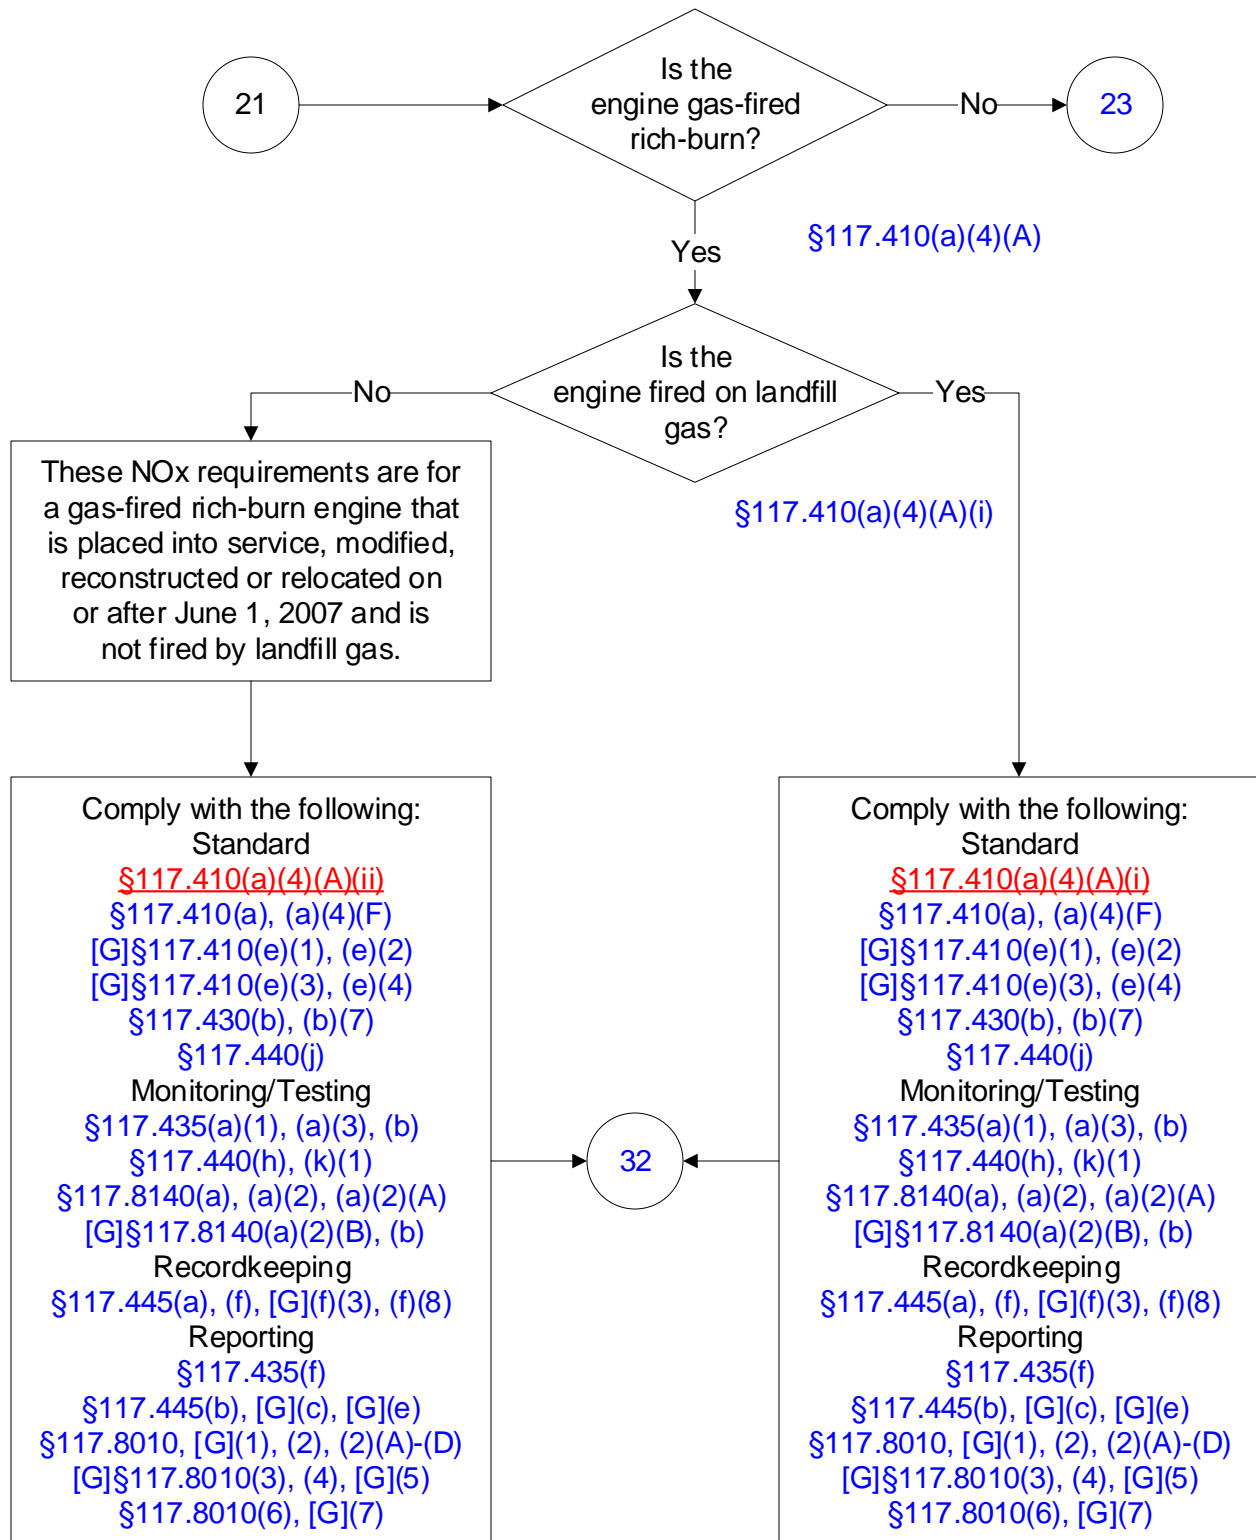 21
Is the
engine gas-fired
rich-burn?
No
23
Yes
§117.410(a)(4)(A)
Is the
engine fired on landfill
gas?
No
Yes
§117.410(a)(4)(A)(i)
These NOx requirements are for
a gas-fired rich-burn engine that
is placed into service, modified,
reconstructed or relocated on
or after June 1, 2007 and is
not fired by landfill gas.
Comply with the following:
Standard
§117.410(a)(4)(A)(ii)
§117.410(a), (a)(4)(F)
[G]§117.410(e)(1), (e)(2)
[G]§117.410(e)(3), (e)(4)
§117.430(b), (b)(7)
§117.440(j)
Monitoring/Testing
§117.435(a)(1), (a)(3), (b)
§117.440(h), (k)(1)
§117.8140(a), (a)(2), (a)(2)(A)
[G]§117.8140(a)(2)(B), (b)
Recordkeeping
§117.445(a), (f), [G](f)(3), (f)(8)
Reporting
§117.435(f)
§117.445(b), [G](c), [G](e)
§117.8010, [G](1), (2), (2)(A)-(D)
[G]§117.8010(3), (4), [G](5)
§117.8010(6), [G](7)
32
Comply with the following:
Standard
§117.410(a)(4)(A)(i)
§117.410(a), (a)(4)(F)
[G]§117.410(e)(1), (e)(2)
[G]§117.410(e)(3), (e)(4)
§117.430(b), (b)(7)
§117.440(j)
Monitoring/Testing
§117.435(a)(1), (a)(3), (b)
§117.440(h), (k)(1)
§117.8140(a), (a)(2), (a)(2)(A)
[G]§117.8140(a)(2)(B), (b)
Recordkeeping
§117.445(a), (f), [G](f)(3), (f)(8)
Reporting
§117.435(f)
§117.445(b), [G](c), [G](e)
§117.8010, [G](1), (2), (2)(A)-(D)
[G]§117.8010(3), (4), [G](5)
§117.8010(6), [G](7)